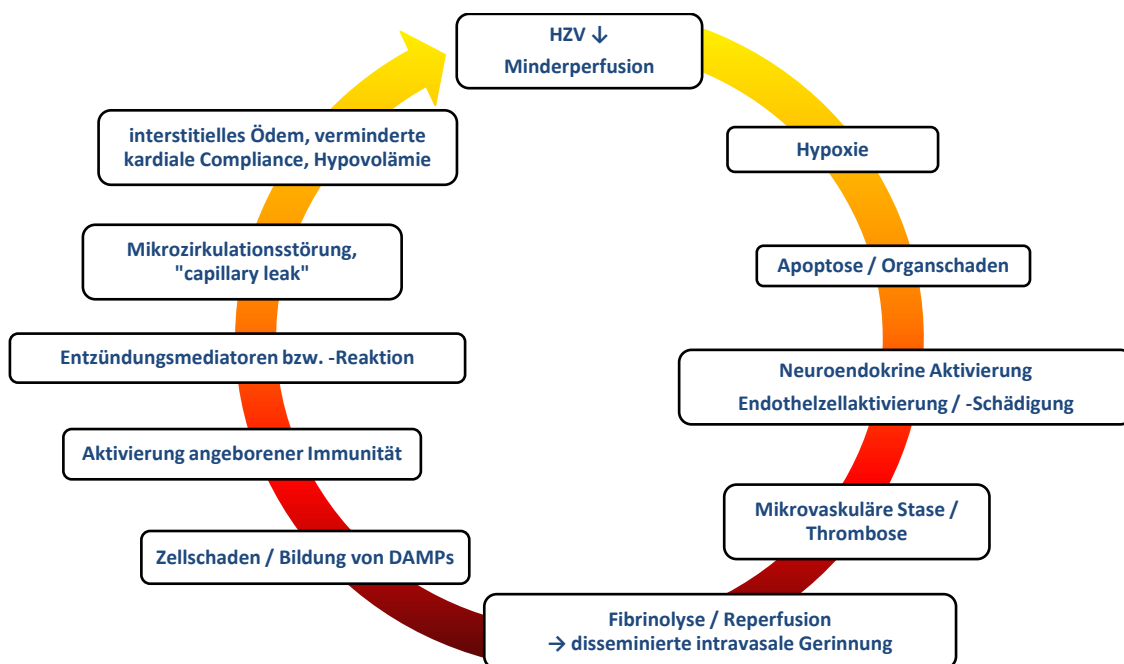 HZV ↓
Minderperfusion
Hypoxie
Apoptose / Organschaden
Neuroendokrine Aktivierung
Endothelzellaktivierung / -Schädigung
Mikrovaskuläre Stase /
Thrombose
Fibrinolyse / Reperfusion
→ disseminierte intravasale Gerinnung
Zellschaden / Bildung von DAMPs
Aktivierung angeborener Immunität
Entzündungsmediatoren bzw. -Reaktion
Mikrozirkulationsstörung,
"capillary leak"
interstitielles Ödem, verminderte
kardiale Compliance, Hypovolämie